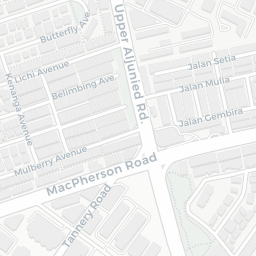 Butterfly Ave
Upper Aljunied Rd.
Jalan Setia
Lichi Avenue
Belimbing Ave.
Jalan Mulia
Kenanga Avenue
Jalan Gembira
Mulberry Avenue
MacPherson Road
Tannery Road